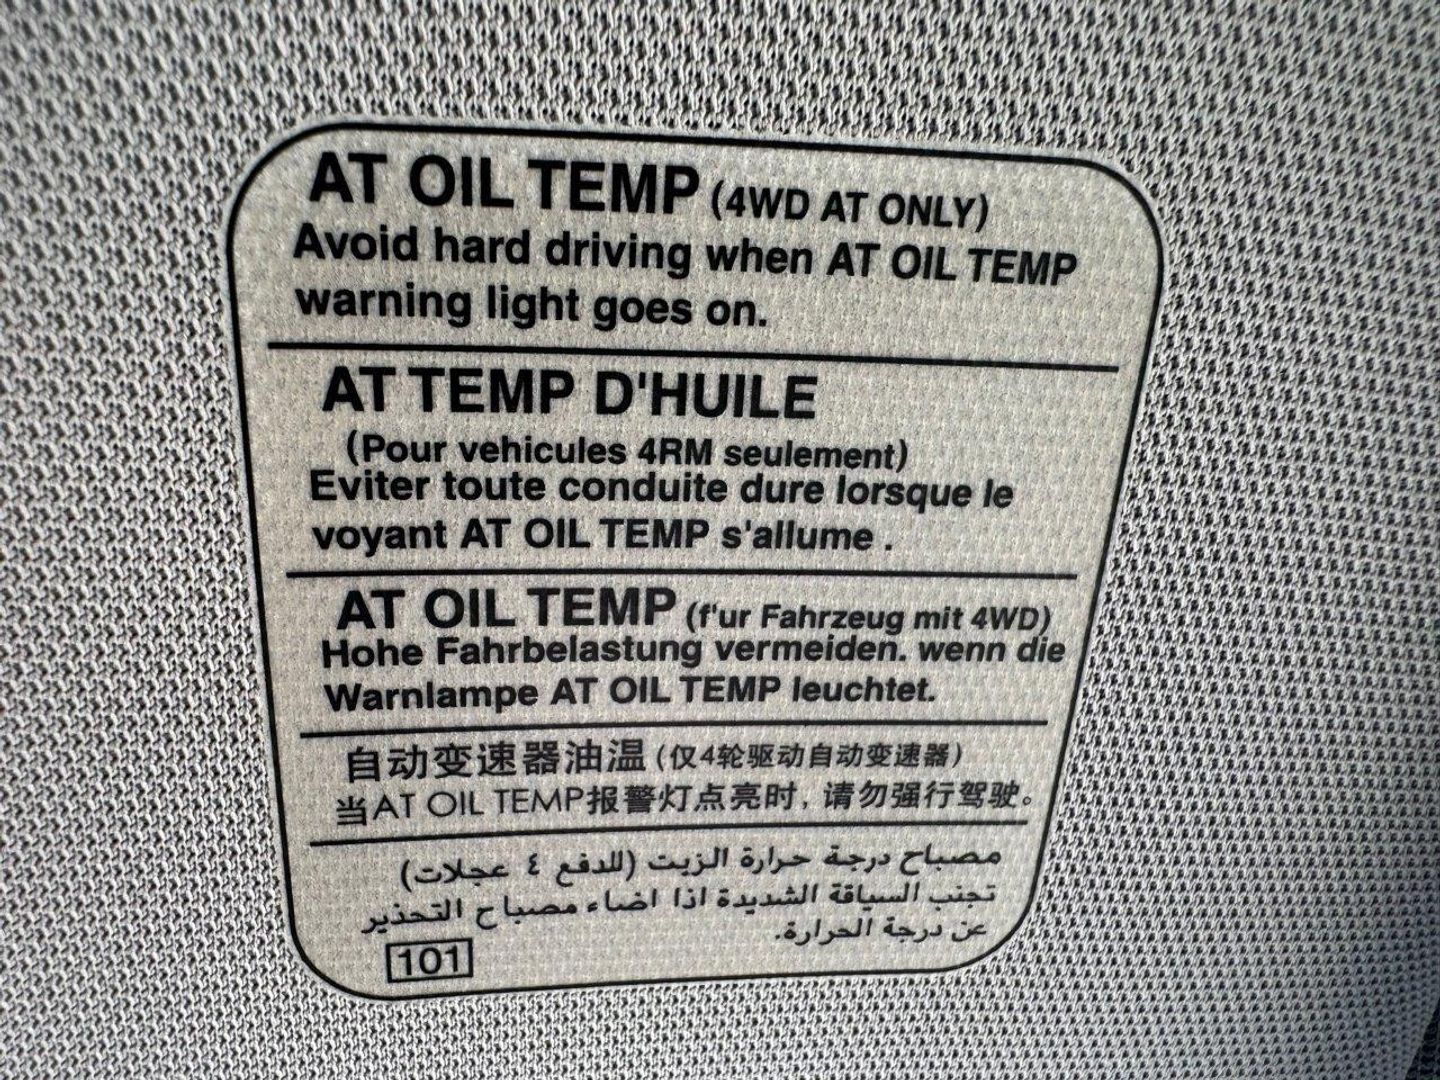 AT OIL TEMP (4WD AT ONLY)
Avoid hard driving when AT OIL TEMP
warning light goes on.
AT TEMP D'HUILE
(Pour vehicules 4RM seulement)
Eviter toute conduite dure lorsque le
voyant AT OIL TEMP s'allume .
AT OIL TEMP (f'ur Fahrzeug mit 4WD)
Hohe Fahrbelastung vermeiden. wenn die
Warnlampe AT OIL TEMP leuchtet.
自动变速器油温 (仅4轮驱动自动变速器)
当AT OIL TEMP报警灯点亮时, 请勿强行驾驶。
مصباح درجة حرارة الزيت (للدفع ٤ عجلات)
تجنب السياقة الشديدة اذا اضاء مصباح التحذير
عن درجة الحرارة.
101